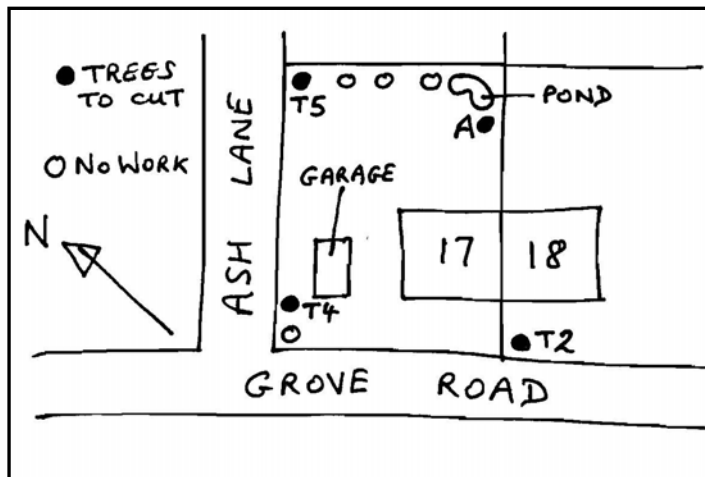 TREES
TO CUT
NO WORK
N
ASH LANE
T5
A
POND
GARAGE
17
18
T4
T2
GROVE ROAD